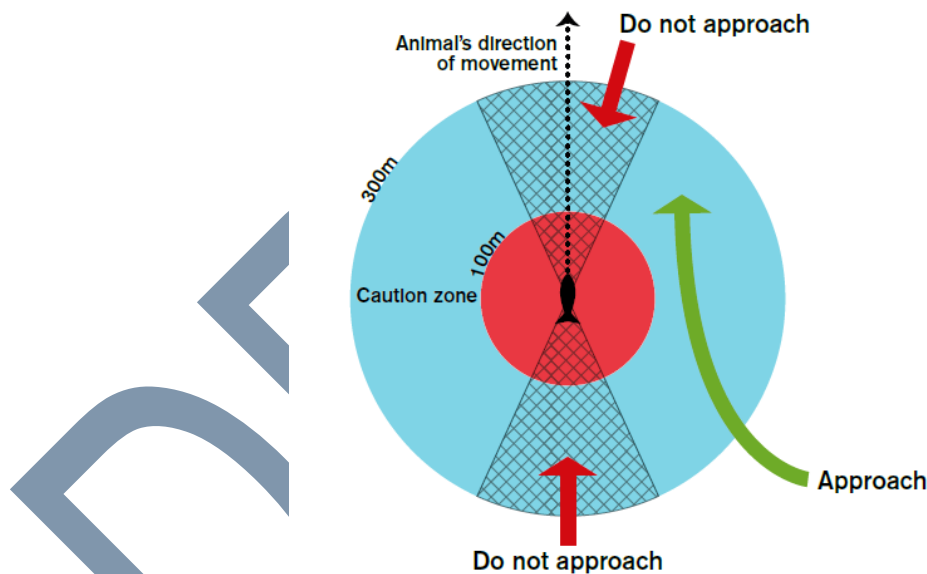 Do not approach
Animal's direction
of movement
300m
100m
Caution zone
Approach
Do not approach